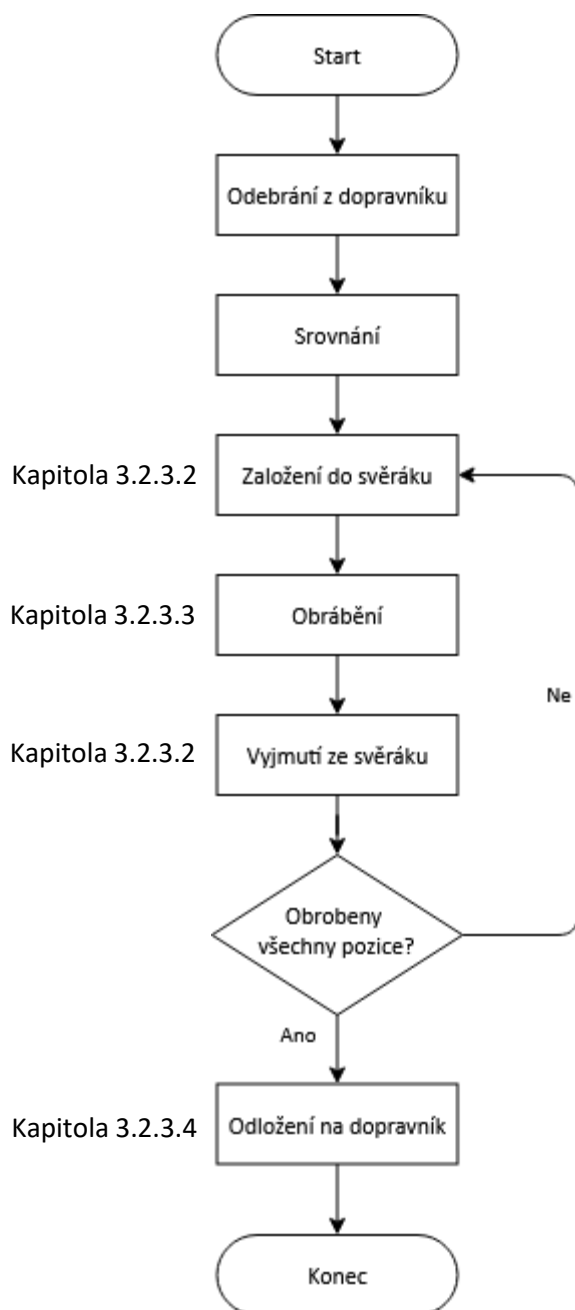 Start
Odebrání z dopravníku
Srovnání
Kapitola 3.2.3.2
Založení do svěráku
Kapitola 3.2.3.3
Obrábění
Ne
Kapitola 3.2.3.2
Vyjmutí ze svěráku
Obrobeny
všechny pozice?
Ano
Kapitola 3.2.3.4
Odložení na dopravník
Konec